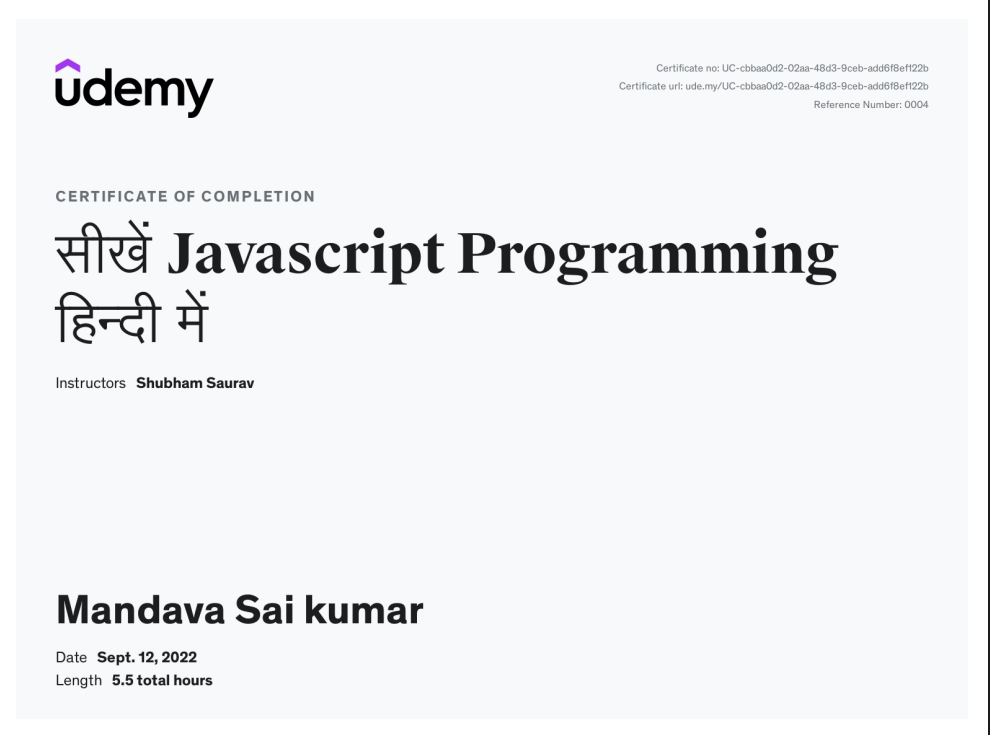 ûdemy
Certificate no: UC-cbbaa0d2-02aa-48d3-9ceb-add6f8ef122b
Certificate url: ude.my/UC-cbbaa0d2-02aa-48d3-9ceb-add6f8ef122b
Reference Number: 0004
CERTIFICATE OF COMPLETION
सीखें Javascript Programming
हिन्दी में
Instructors Shubham Saurav
Mandava Sai kumar
Date Sept. 12, 2022
Length 5.5 total hours